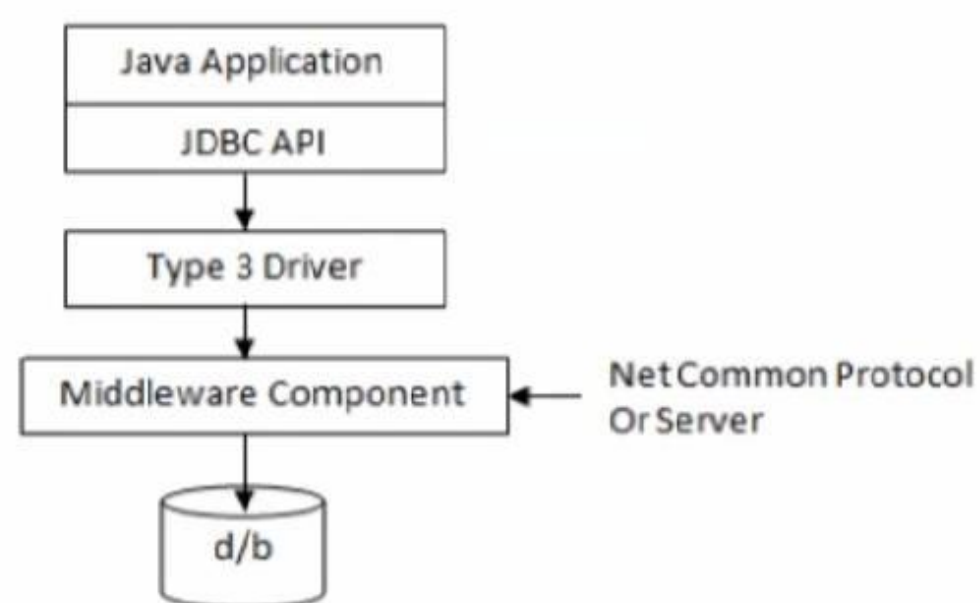 Java Application
JDBC API
Type 3 Driver
Middleware Component
Net Common Protocol
Or Server
d/b